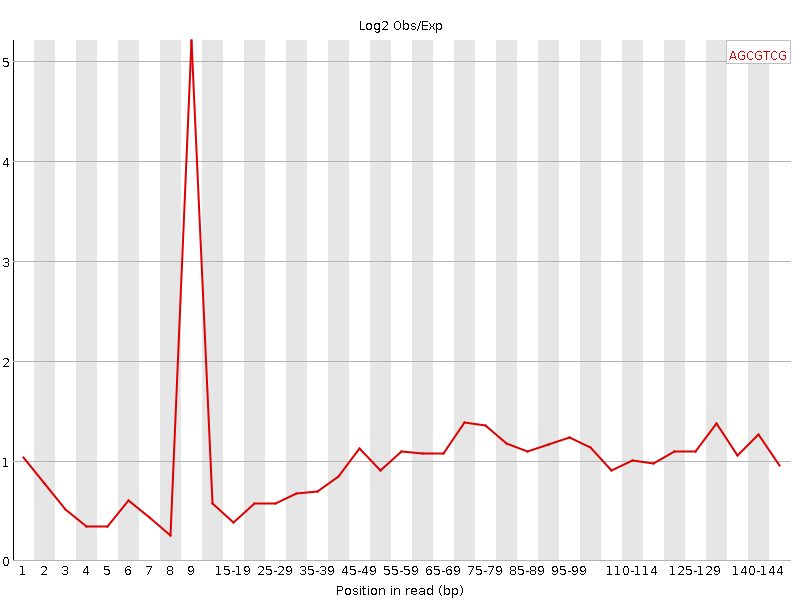 Log2 Obs/Exp
AGCGTCG
5
4
3
2
1
0
1 2 3 4 5 6 7 8 9 15-19 25-29 35-39 45-49 55-59 65-69 75-79 85-89 95-99 110-114 125-129 140-144
Position in read (bp)